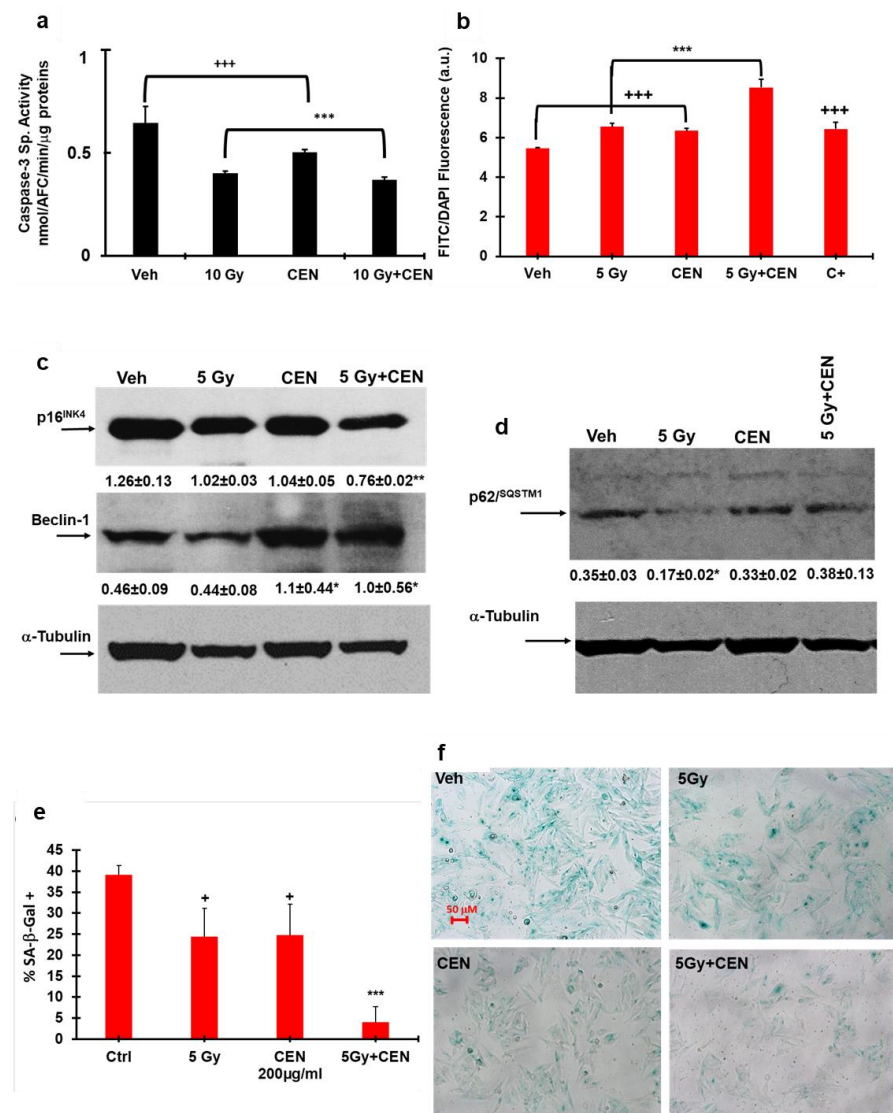 a
Caspase-3 Sp. Activity
nmol/AFC/min/µg proteins
1
0.5
0
+++
***
Veh 10 Gy CEN 10 Gy+CEN
b
FITC/DAPI Fluorescence (a.u.)
10
8
6
4
2
0
***
+++
+++
Veh 5 Gy CEN 5 Gy+CEN C+
c
Veh 5 Gy CEN 5 Gy+CEN
p16INK4
1.26±0.13 1.02±0.03 1.04±0.05 0.76±0.02**
Beclin-1
0.46±0.09 0.44±0.08 1.1±0.44* 1.0±0.56*
α-Tubulin
d
Veh 5 Gy CEN 5 Gy+CEN
p62/SQSTM1
0.35±0.03 0.17±0.02* 0.33±0.02 0.38±0.13
α-Tubulin
e
% SA-β-Gal +
45
40
35
30
25
20
15
10
5
0
+
+
***
Ctrl 5 Gy CEN 5Gy+CEN
200µg/ml
f
Veh 5Gy
50 µM
CEN 5Gy+CEN